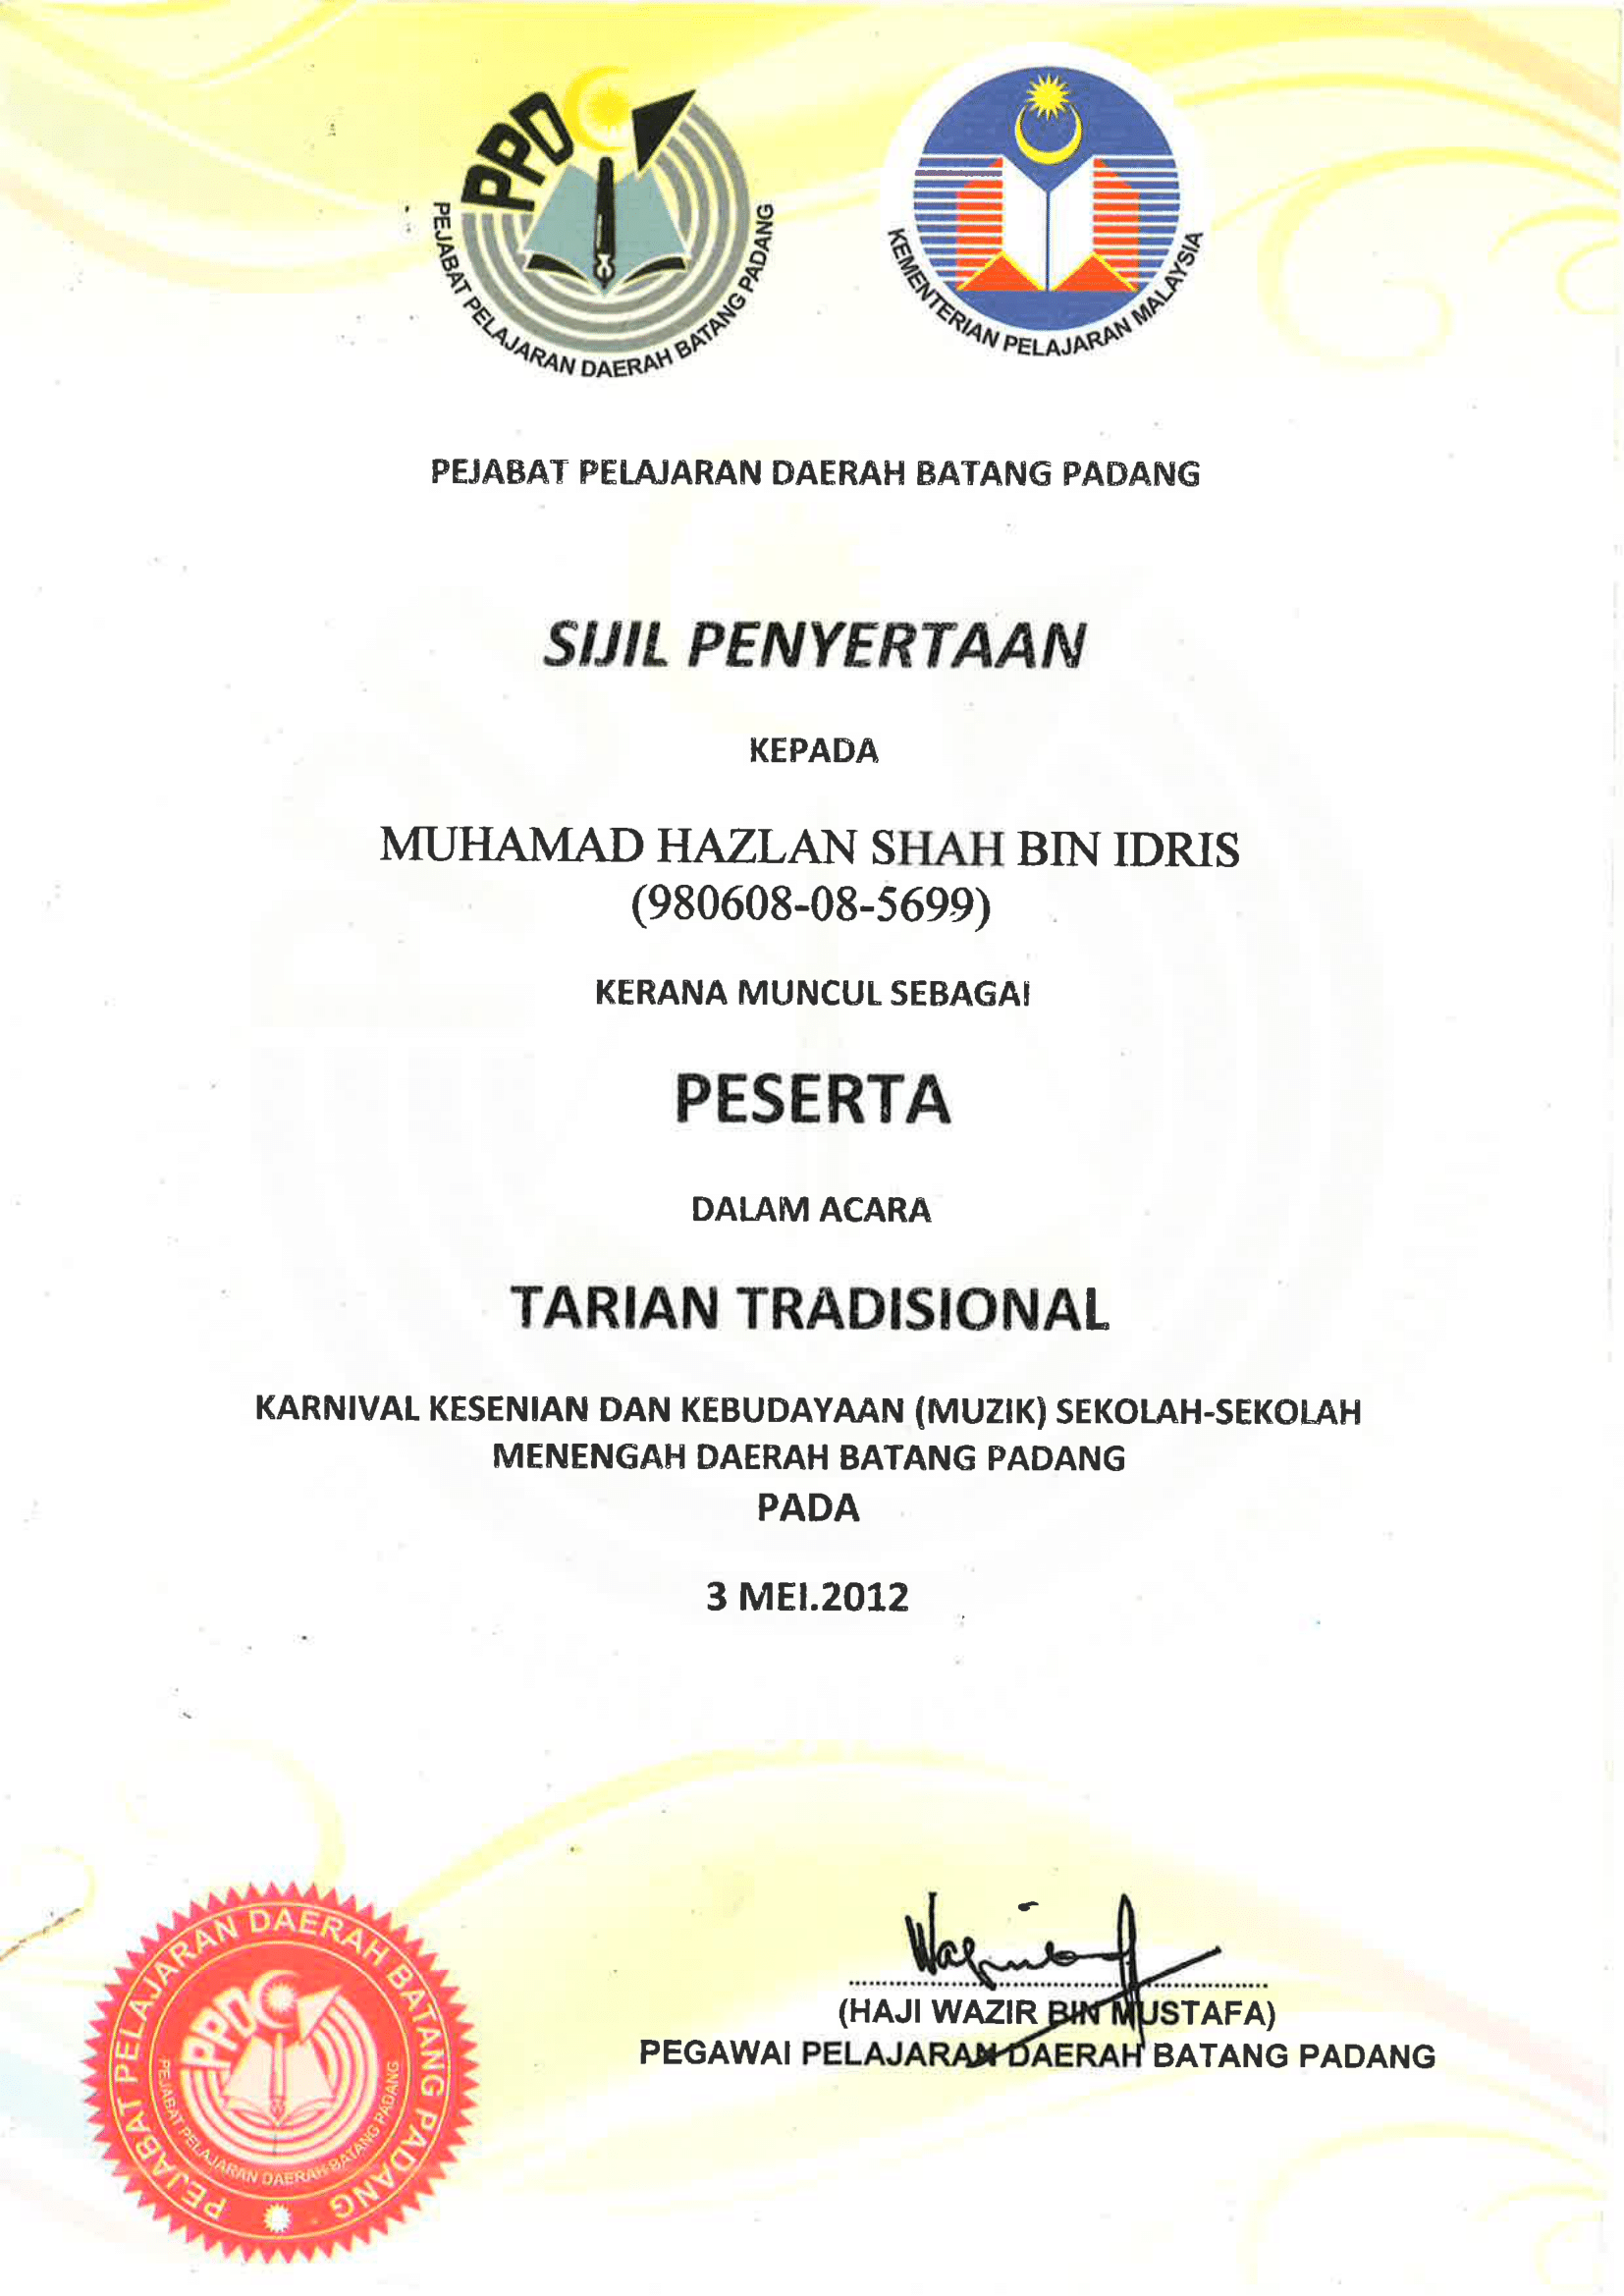 PPD
PEJABAT PELAJARAN DAERAH BATANG PADANG
KEMENTERIAN PELAJARAN MALAYSIA
PEJABAT PELAJARAN DAERAH BATANG PADANG
SIJIL PENYERTAAN
KEPADA
MUHAMAD HAZLAN SHAH BIN IDRIS
(980608-08-5699)
KERANA MUNCUL SEBAGAI
PESERTA
DALAM ACARA
TARIAN TRADISIONAL
KARNIVAL KESENIAN DAN KEBUDAYAAN (MUZIK) SEKOLAH-SEKOLAH
MENENGAH DAERAH BATANG PADANG
PADA
3 MEI.2012
(HAJI WAZIR BIN MUSTAFA)
PEGAWAI PELAJARAN DAERAH BATANG PADANG
PEJABAT PELAJARAN DAERAH BATANG PADANG
PPD
PEJABAT PELAJARAN DAERAH BATANG PADANG